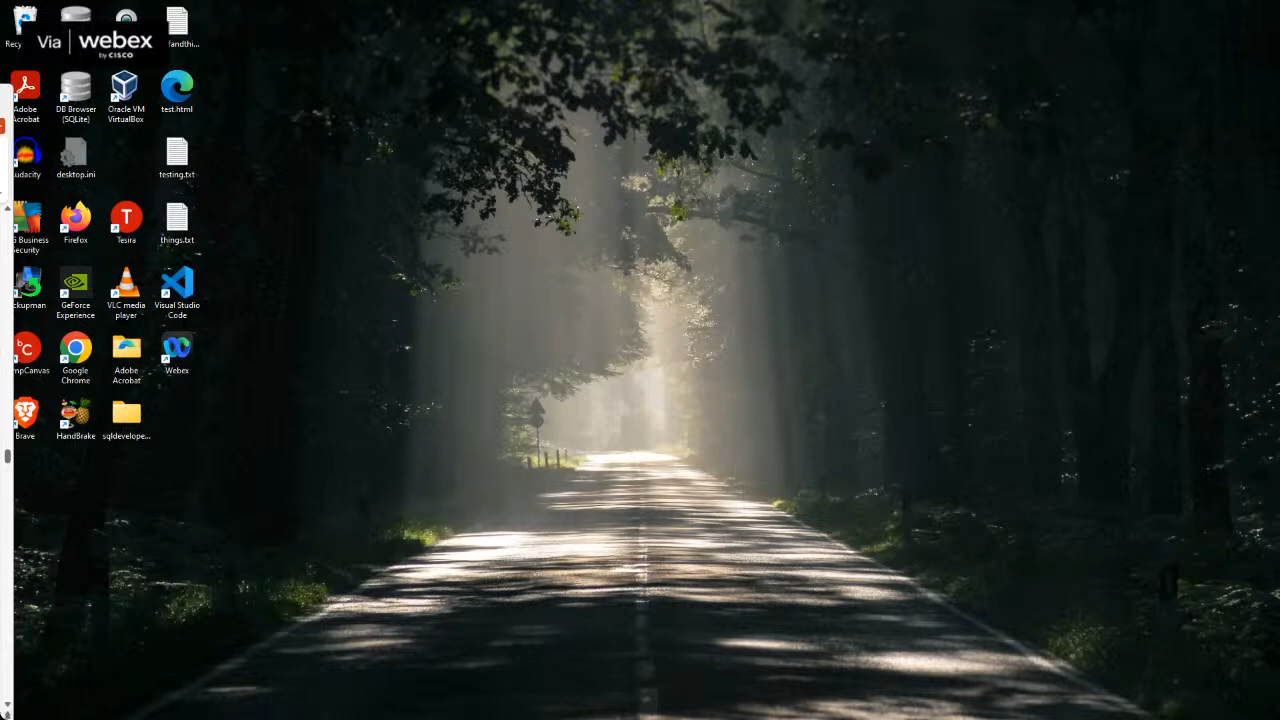 Recy
Via | webex
by CISCO
andthi...
Adobe
Acrobat
DB Browser
(SQLite)
Oracle VM
VirtualBox
test.html
udacity
desktop.ini
testing.txt
Business
ecurity
Firefox
Tesira
things.txt
ckupman
GeForce
Experience
VLC media
player
Visual Studio
Code
mpCanvas
Google
Chrome
Adobe
Acrobat
Webex
Brave
HandBrake
sqldevelope...